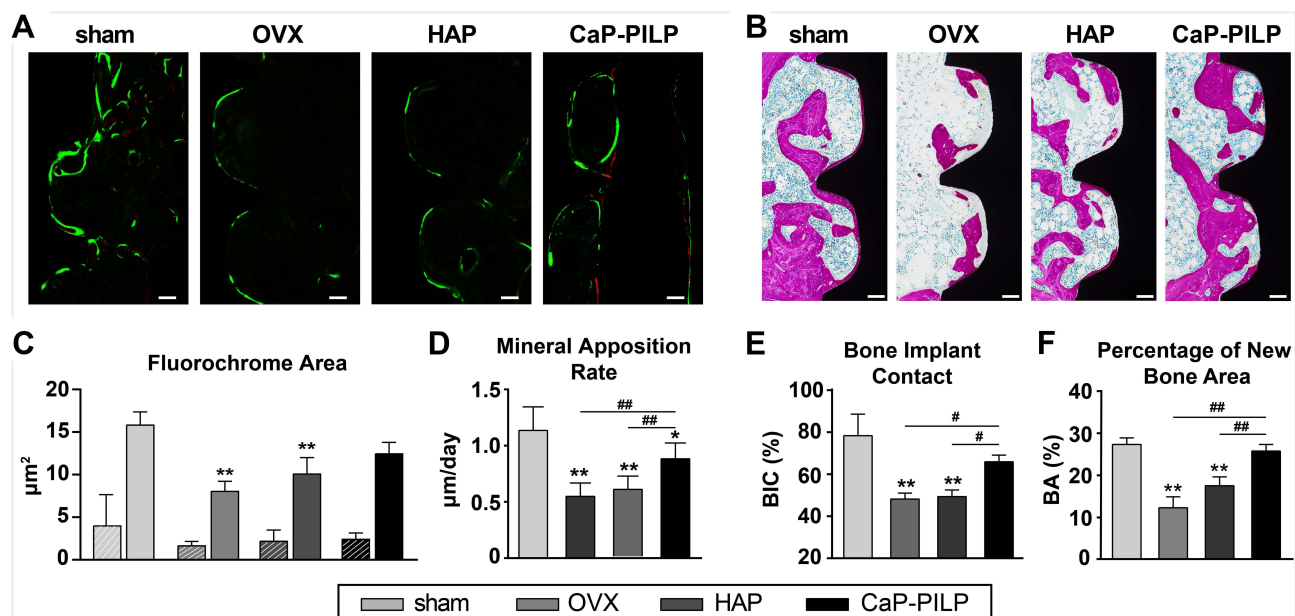 A
sham
OVX
HAP
CaP-PILP
B
sham
OVX
HAP
CaP-PILP
C
Fluorochrome Area
µm²
20
15
10
5
0
**
**
D
Mineral Apposition
Rate
µm/day
1.5
1.0
0.5
0.0
##
##
**
**
*
E
Bone Implant
Contact
BIC (%)
100
80
60
40
20
#
#
**
**
F
Percentage of New
Bone Area
BA (%)
40
30
20
10
0
##
##
**
**
sham
OVX
HAP
CaP-PILP